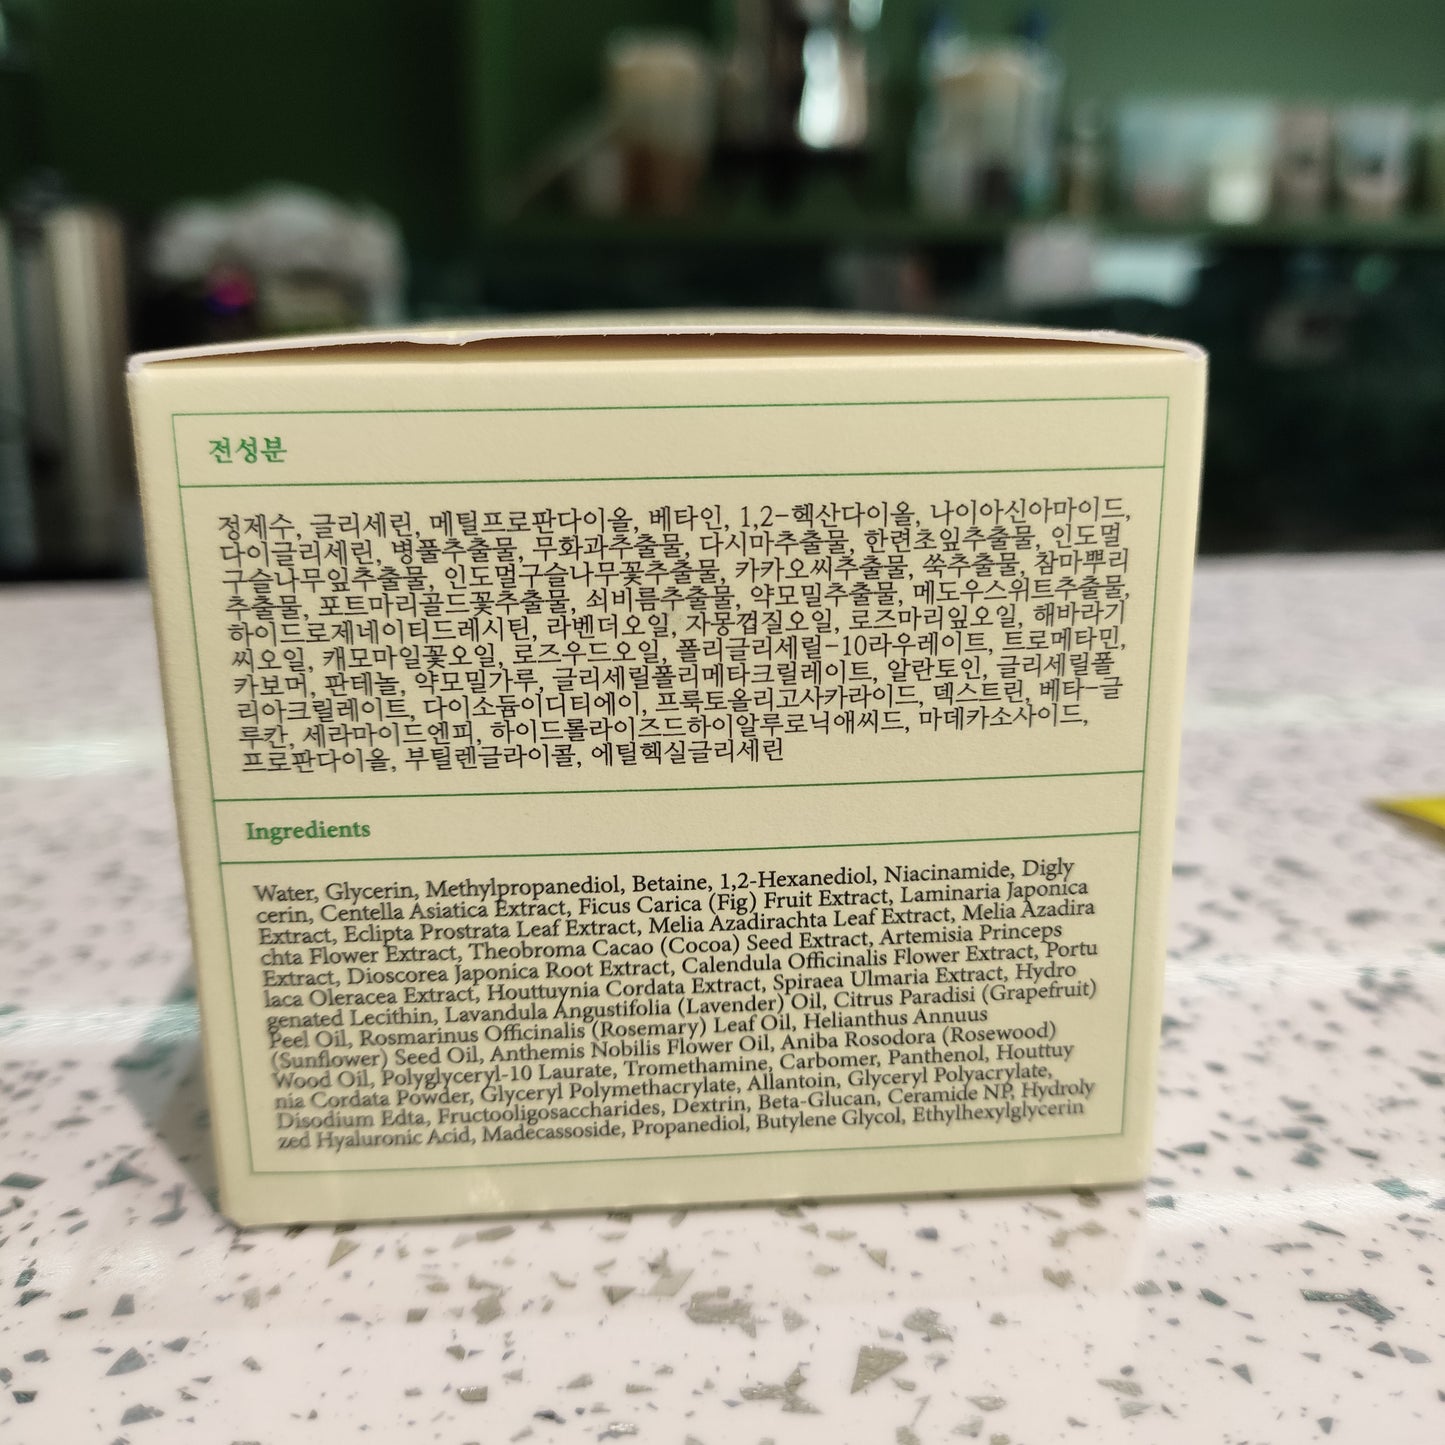 전성분
정제수, 글리세린, 메틸프로판다이올, 베타인, 1,2-헥산다이올, 나이아신아마이드,
다이글리세린, 병풀추출물, 무화과추출물, 다시마추출물, 한련초잎추출물, 인도멀
구슬나무잎추출물, 인도멀구슬나무꽃추출물, 카카오씨추출물, 쑥추출물, 참마뿌리
추출물, 포트마리골드꽃추출물, 쇠비름추출물, 약모밀추출물, 메도우스위트추출물,
하이드로제네이티드레시틴, 라벤더오일, 자몽껍질오일, 로즈마리잎오일, 해바라기
씨오일, 캐모마일꽃오일, 로즈우드오일, 폴리글리세릴-10라우레이트, 트로메타민,
카보머, 판테놀, 약모밀가루, 글리세릴폴리메타크릴레이트, 알란토인, 글리세릴폴
리아크릴레이트, 다이소듐이디티에이, 프룩토올리고사카라이드, 덱스트린, 베타-글
루칸, 세라마이드엔피, 하이드롤라이즈드하이알루로닉애씨드, 마데카소사이드,
프로판다이올, 부틸렌글라이콜, 에틸헥실글리세린
Ingredients
Water, Glycerin, Methylpropanediol, Betaine, 1,2-Hexanediol, Niacinamide, Digly
cerin, Centella Asiatica Extract, Ficus Carica (Fig) Fruit Extract, Laminaria Japonica
Extract, Eclipta Prostrata Leaf Extract, Melia Azadirachta Leaf Extract, Melia Azadira
chta Flower Extract, Theobroma Cacao (Cocoa) Seed Extract, Artemisia Princeps
Extract, Dioscorea Japonica Root Extract, Calendula Officinalis Flower Extract, Portu
laca Oleracea Extract, Houttuynia Cordata Extract, Spiraea Ulmaria Extract, Hydro
genated Lecithin, Lavandula Angustifolia (Lavender) Oil, Citrus Paradisi (Grapefruit)
Peel Oil, Rosmarinus Officinalis (Rosemary) Leaf Oil, Helianthus Annuus
(Sunflower) Seed Oil, Anthemis Nobilis Flower Oil, Aniba Rosodora (Rosewood)
Wood Oil, Polyglyceryl-10 Laurate, Tromethamine, Carbomer, Panthenol, Houttuy
nia Cordata Powder, Glyceryl Polymethacrylate, Allantoin, Glyceryl Polyacrylate,
Disodium Edta, Fructooligosaccharides, Dextrin, Beta-Glucan, Ceramide NP, Hydroly
zed Hyaluronic Acid, Madecassoside, Propanediol, Butylene Glycol, Ethylhexylglycerin